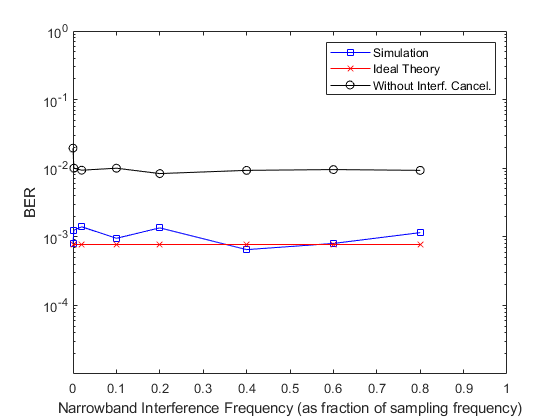 10^0
10^-1
10^-2
10^-3
10^-4
BER
Simulation
Ideal Theory
Without Interf. Cancel.
0 0.1 0.2 0.3 0.4 0.5 0.6 0.7 0.8 0.9 1
Narrowband Interference Frequency (as fraction of sampling frequency)